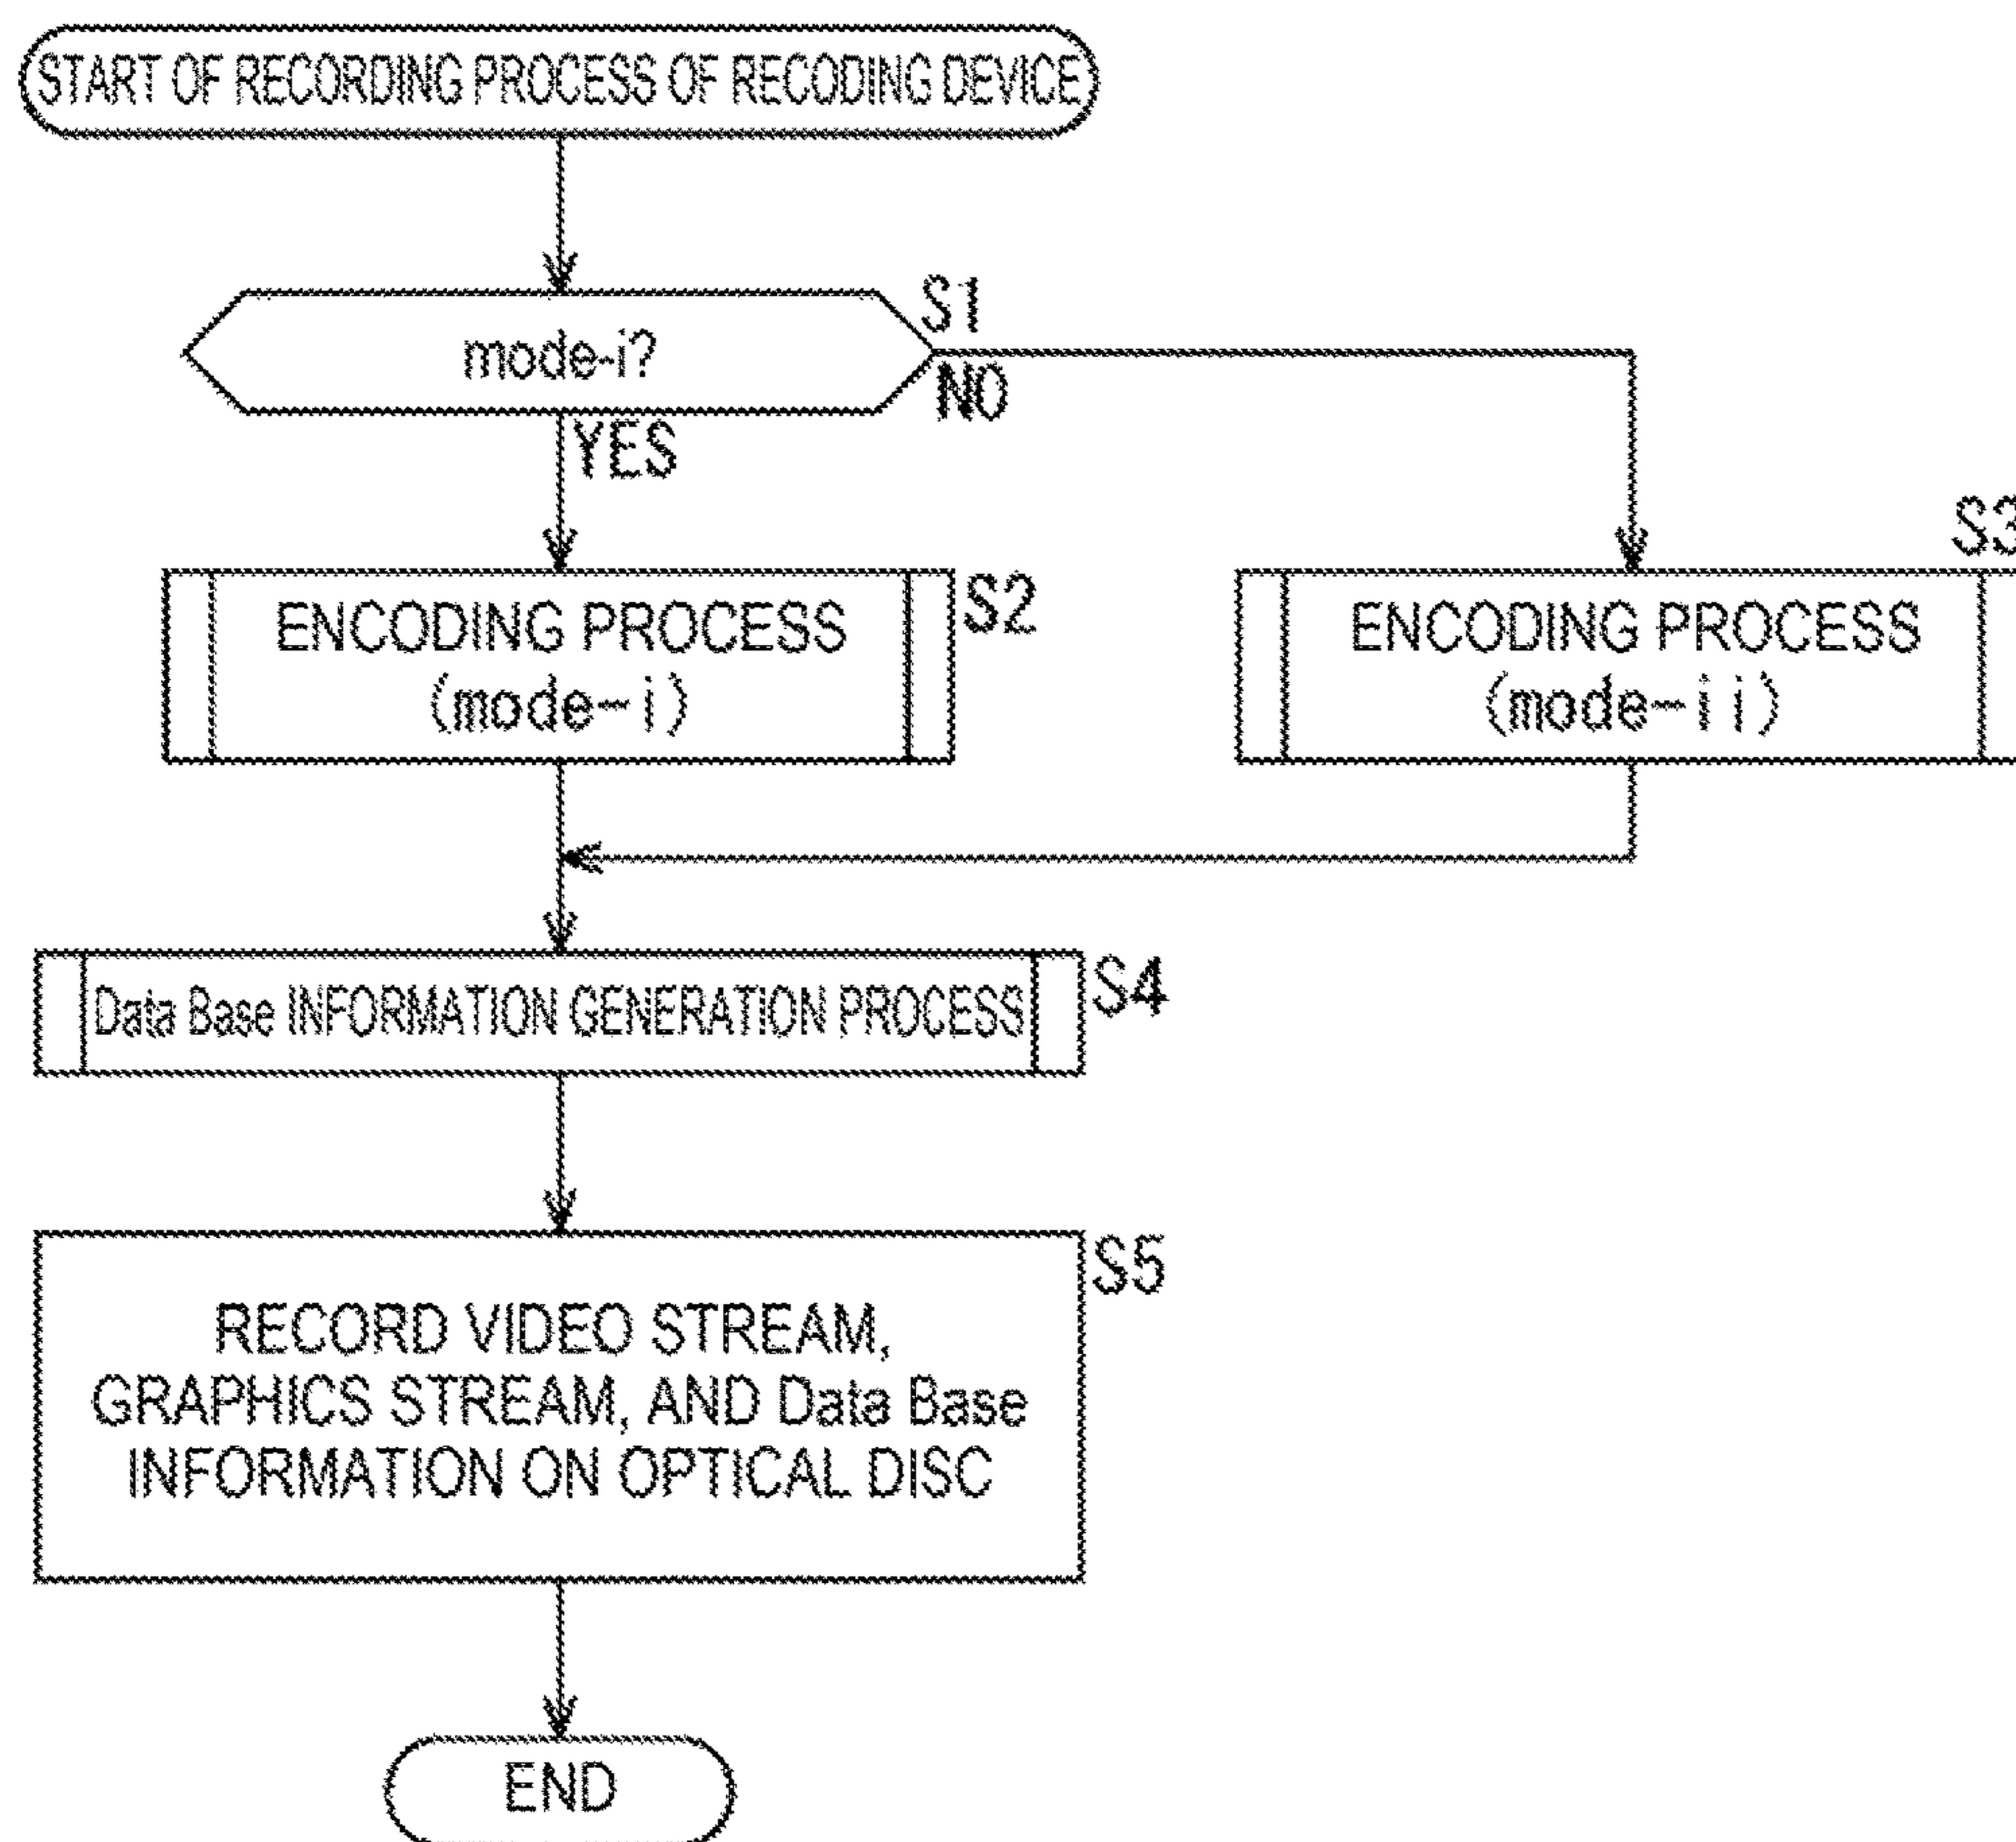 START OF RECORDING PROCESS OF RECODING DEVICE
S1
mode-i?
NO
YES
S2
ENCODING PROCESS
(mode-i)
S3
ENCODING PROCESS
(mode-ii)
S4
Data Base INFORMATION GENERATION PROCESS
S5
RECORD VIDEO STREAM,
GRAPHICS STREAM, AND Data Base
INFORMATION ON OPTICAL DISC
END